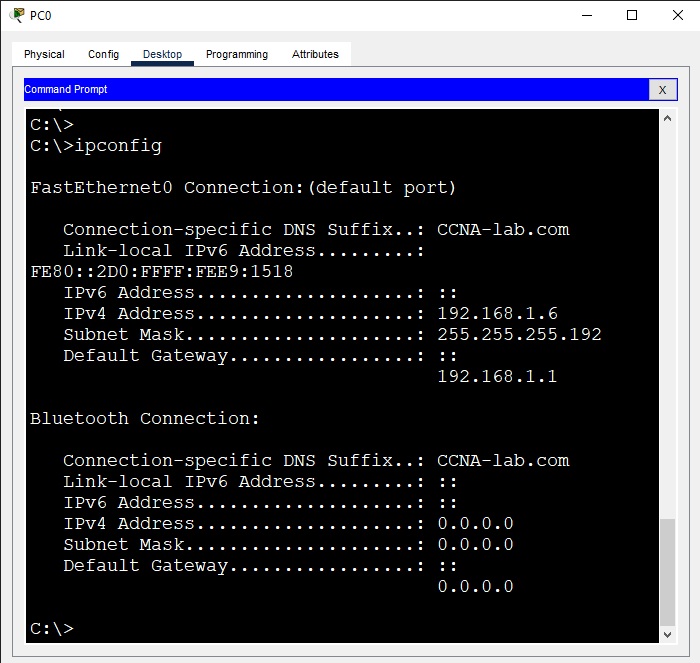 PC0
Physical Config Desktop Programming Attributes
Command Prompt
X
C:\>
C:\>ipconfig
FastEthernet0 Connection:(default port)
Connection-specific DNS Suffix..: CCNA-lab.com
Link-local IPv6 Address.........:
FE80::2D0:FFFF:FEE9:1518
IPv6 Address....................: ::
IPv4 Address....................: 192.168.1.6
Subnet Mask.....................: 255.255.255.192
Default Gateway.................: ::
192.168.1.1
Bluetooth Connection:
Connection-specific DNS Suffix..: CCNA-lab.com
Link-local IPv6 Address.........: ::
IPv6 Address....................: ::
IPv4 Address....................: 0.0.0.0
Subnet Mask.....................: 0.0.0.0
Default Gateway.................: ::
0.0.0.0
C:\>